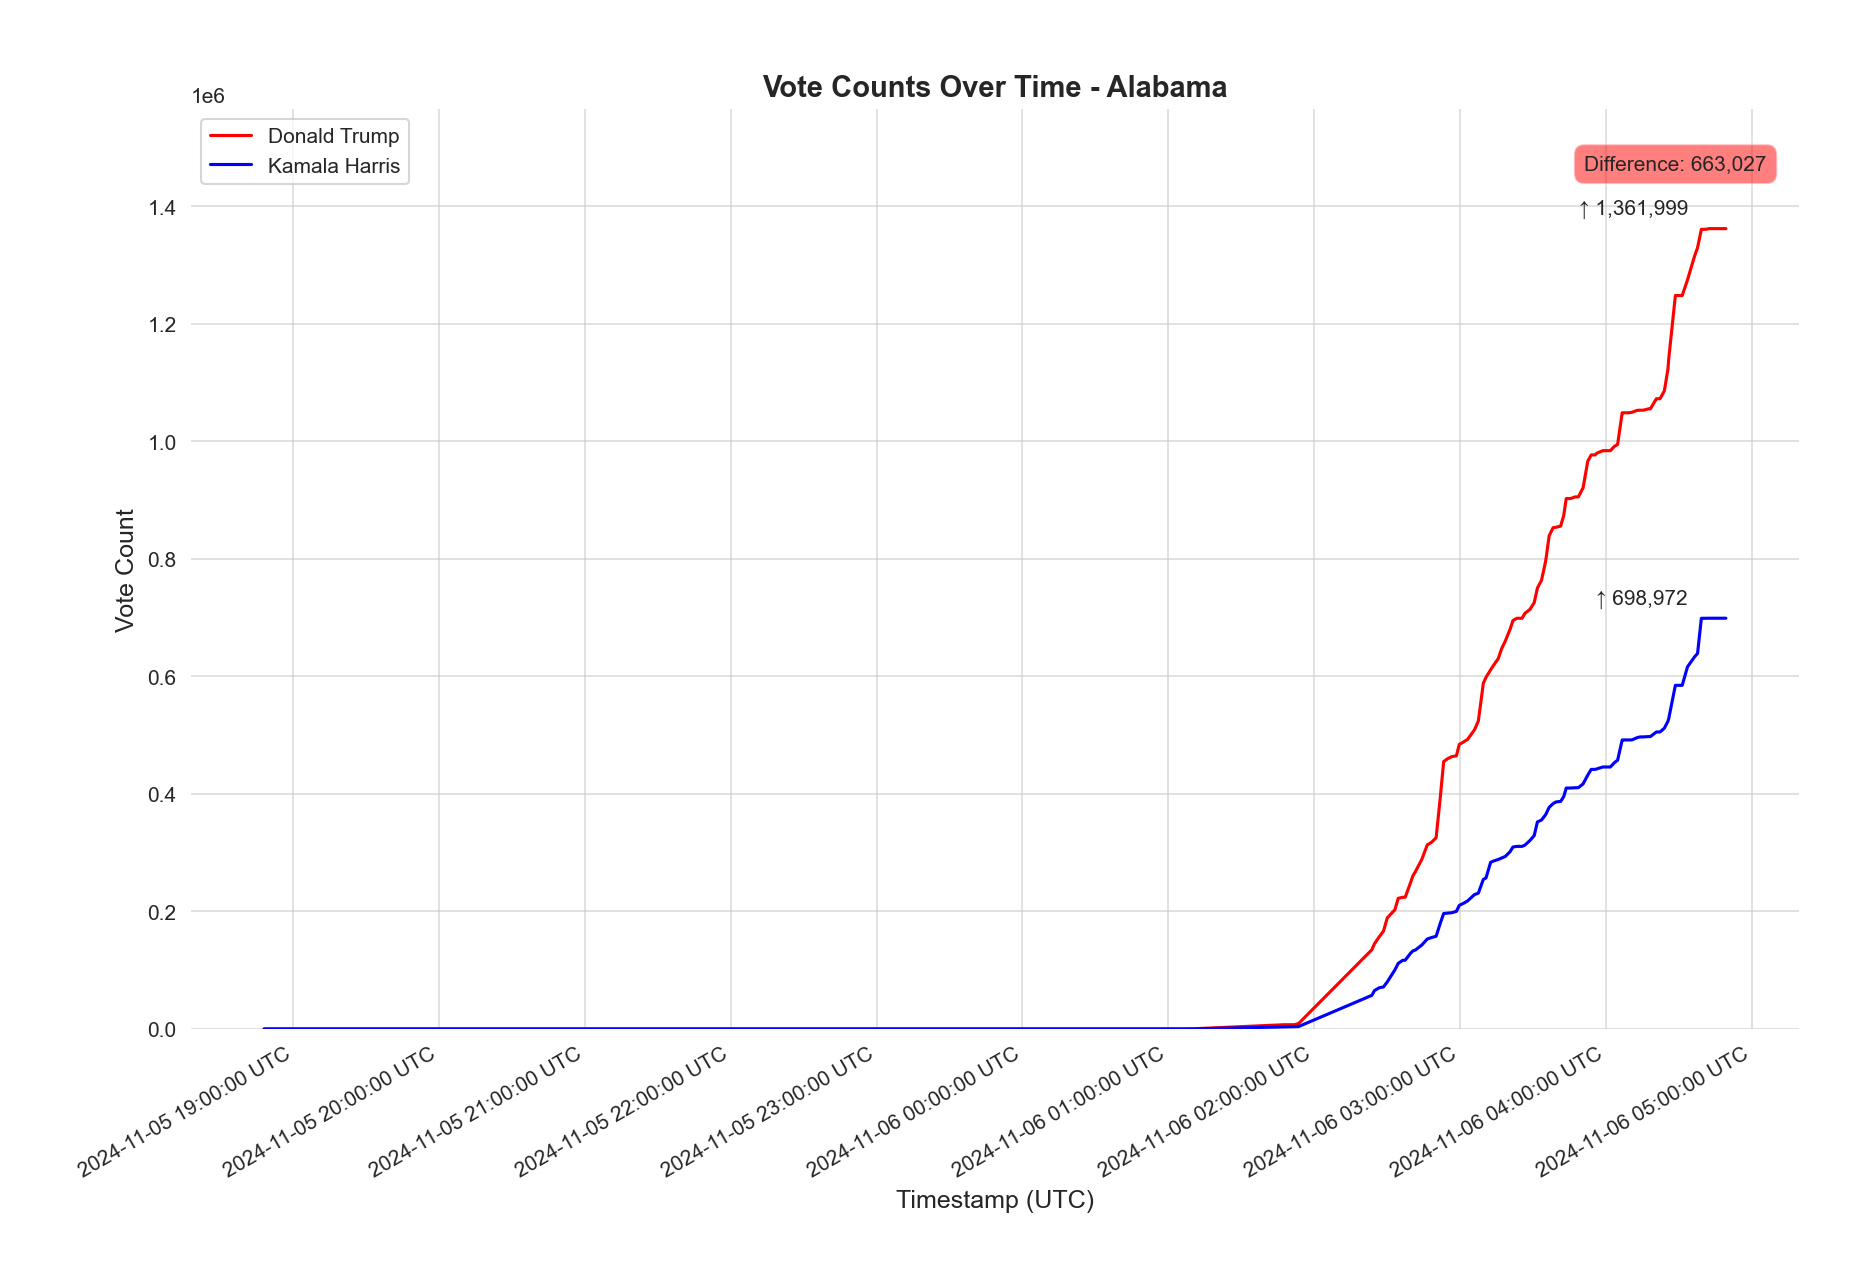 Vote Counts Over Time - Alabama
1e6
Donald Trump
Kamala Harris
Difference: 663,027
↑ 1,361,999
↑ 698,972
1.4
1.2
1.0
0.8
0.6
0.4
0.2
0.0
Vote Count
2024-11-05 19:00:00 UTC
2024-11-05 20:00:00 UTC
2024-11-05 21:00:00 UTC
2024-11-05 22:00:00 UTC
2024-11-05 23:00:00 UTC
2024-11-06 00:00:00 UTC
2024-11-06 01:00:00 UTC
2024-11-06 02:00:00 UTC
2024-11-06 03:00:00 UTC
2024-11-06 04:00:00 UTC
2024-11-06 05:00:00 UTC
Timestamp (UTC)